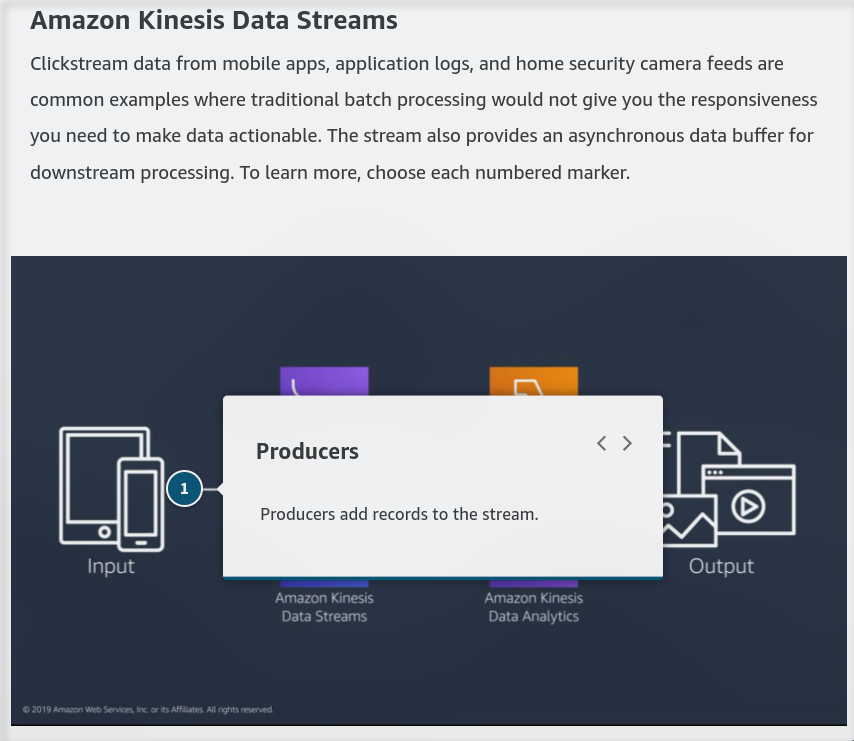 Amazon Kinesis Data Streams
Clickstream data from mobile apps, application logs, and home security camera feeds are
common examples where traditional batch processing would not give you the responsiveness
you need to make data actionable. The stream also provides an asynchronous data buffer for
downstream processing. To learn more, choose each numbered marker.
Producers
1
Producers add records to the stream.
Input
Output
Amazon Kinesis
Data Streams
Amazon Kinesis
Data Analytics
© 2019 Amazon Web Services, Inc. or its Affiliates. All rights reserved.